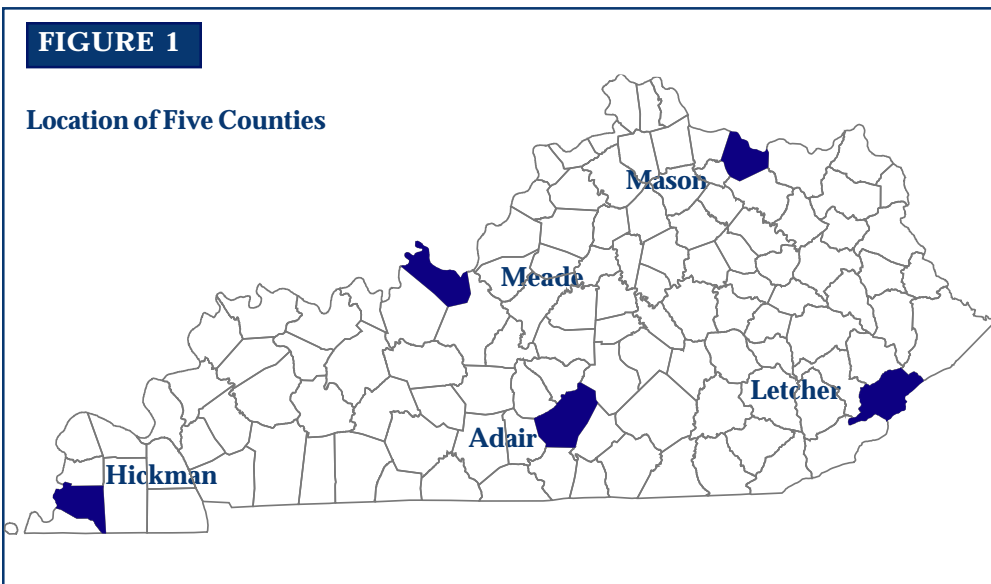 FIGURE 1
Location of Five Counties
Mason
Meade
Letcher
Adair
Hickman